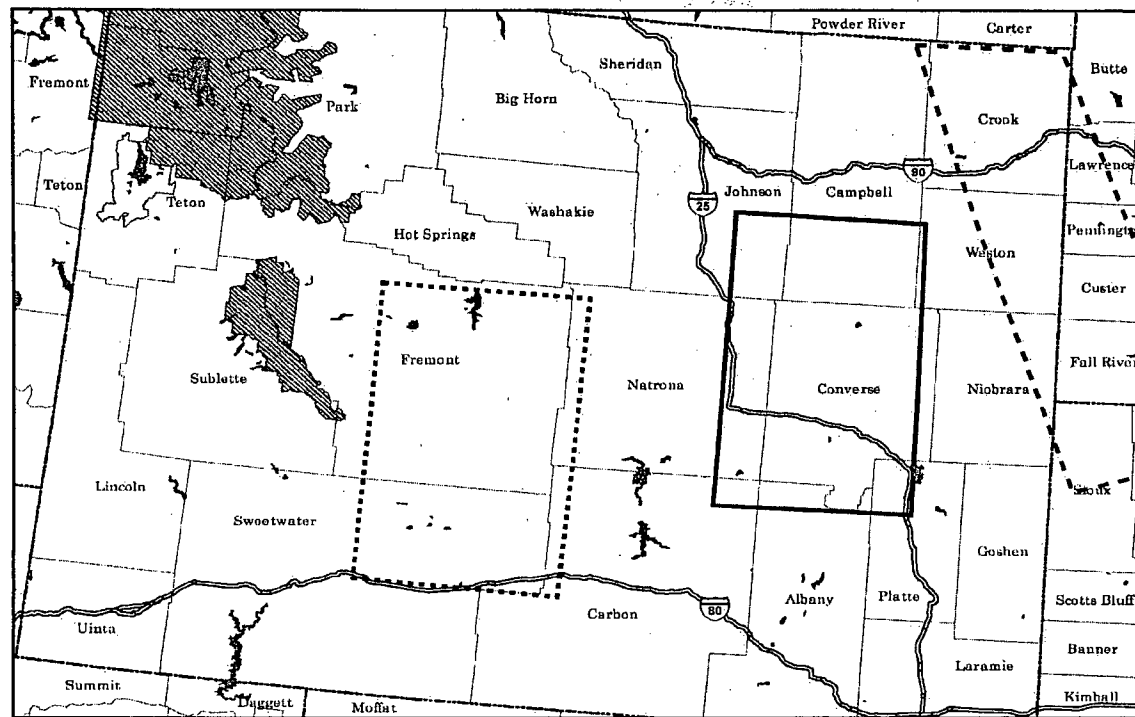 Powder River
Carter
Sheridan
Butte
Fremont
Park
Big Horn
Crook
Lawrence
90
Teton
Teton
Johnson
Campbell
25
Washakie
Hot Springs
Pennington
Weston
Custer
Fremont
Sublette
Natrona
Converse
Niobrara
Fall River
Lincoln
Sioux
Sweetwater
Goshen
Albany
Platte
Scotts Bluff
80
Carbon
Uinta
Banner
Laramie
Summit
Daggett
Moffat
Kimball